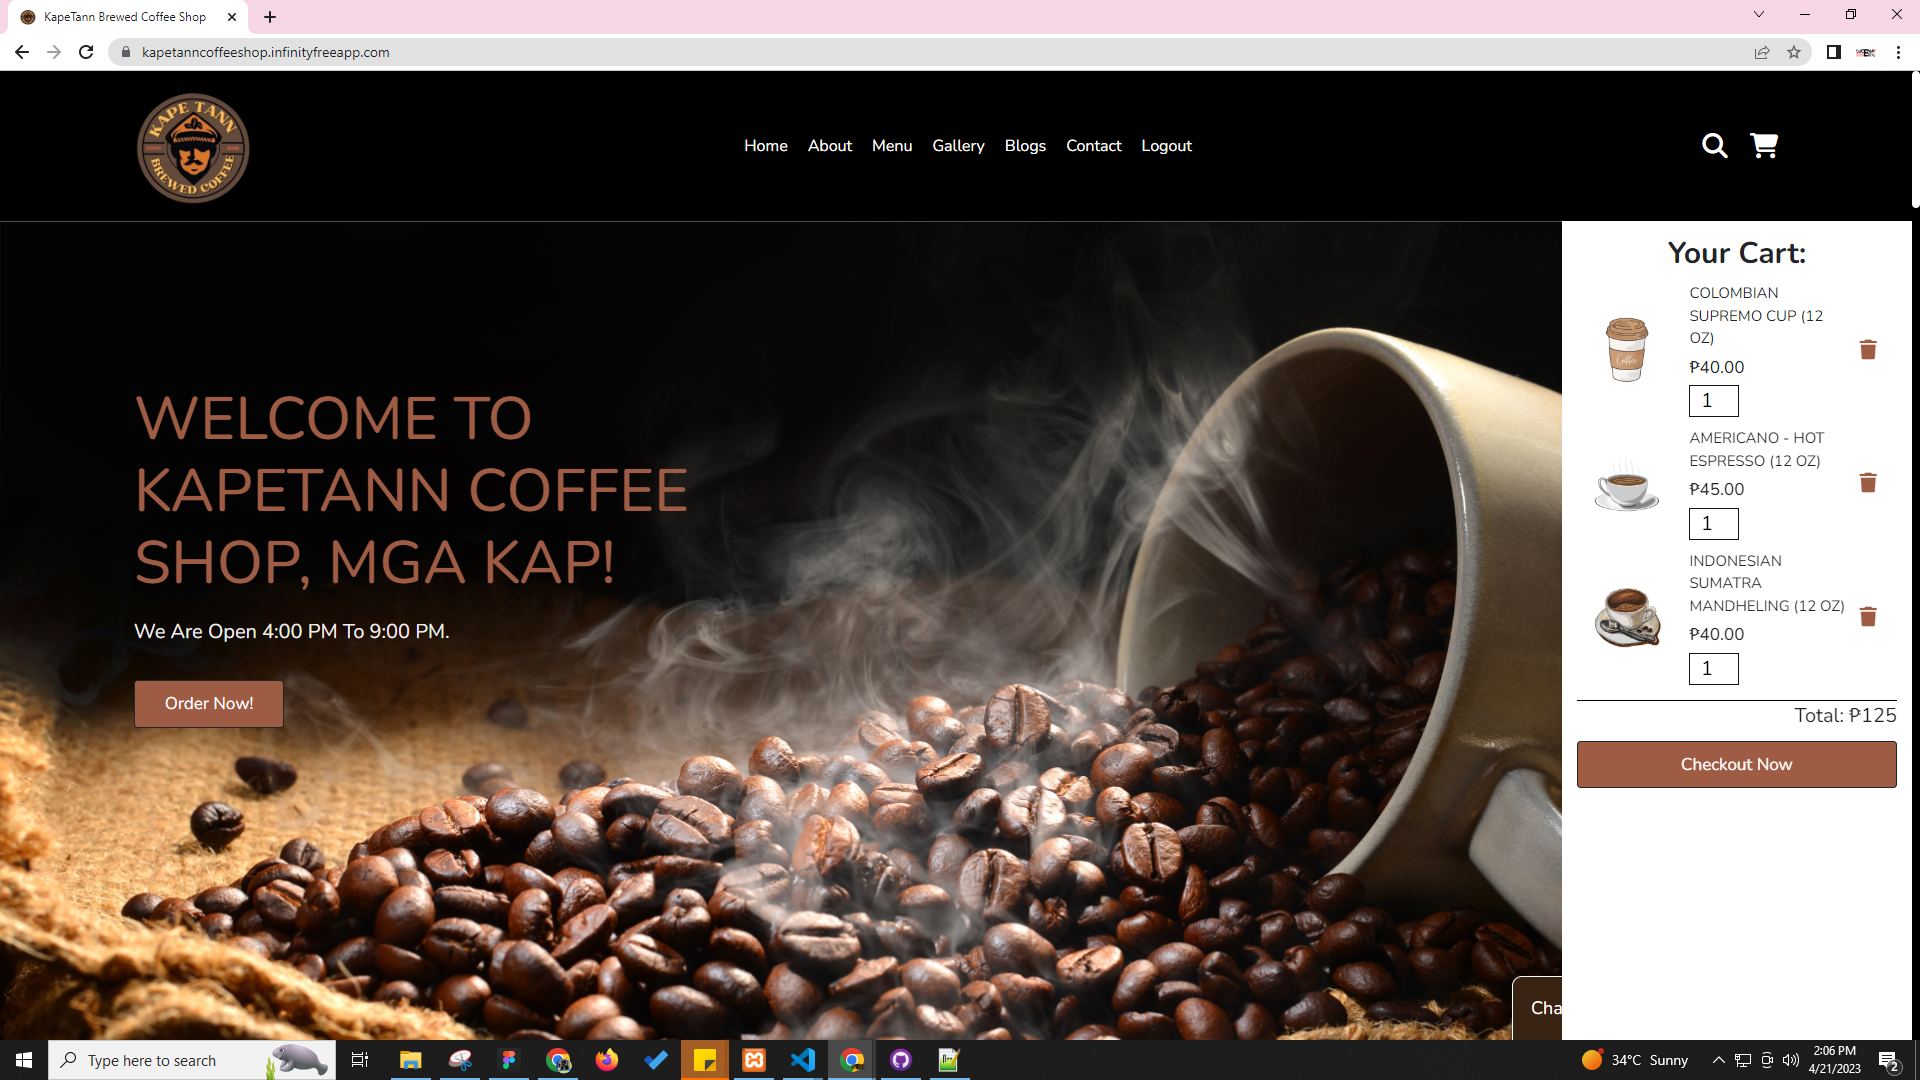 KapeTann Brewed Coffee Shop
kapetanncoffeeshop.infinityfreeapp.com
KAPE TANN
BREWED COFFEE
Home About Menu Gallery Blogs Contact Logout
WELCOME TO
KAPETANN COFFEE
SHOP, MGA KAP!
We Are Open 4:00 PM To 9:00 PM.
Order Now!
Your Cart:
COLOMBIAN
SUPREMO CUP (12
OZ)
₱40.00
1
Coffee
AMERICANO - HOT
ESPRESSO (12 OZ)
₱45.00
1
INDONESIAN
SUMATRA
MANDHELING (12 OZ)
₱40.00
1
Total: ₱125
Checkout Now
Cha
Type here to search
34°C Sunny
2:06 PM
4/21/2023
2